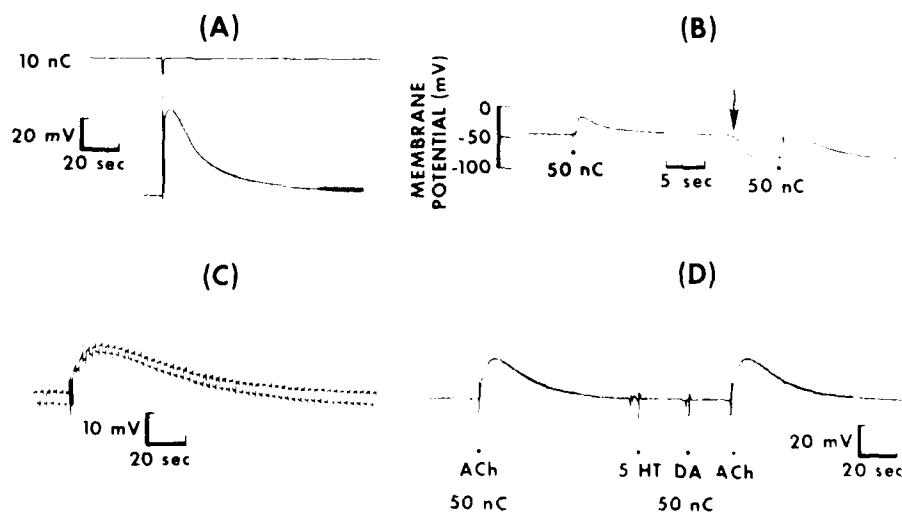 (A)
10 nC
20 mV
20 sec
(B)
MEMBRANE
POTENTIAL (mV)
0
-50
-100
50 nC
5 sec
50 nC
(C)
10 mV
20 sec
(D)
20 mV
20 sec
ACh 5 HT DA ACh
50 nC 50 nC